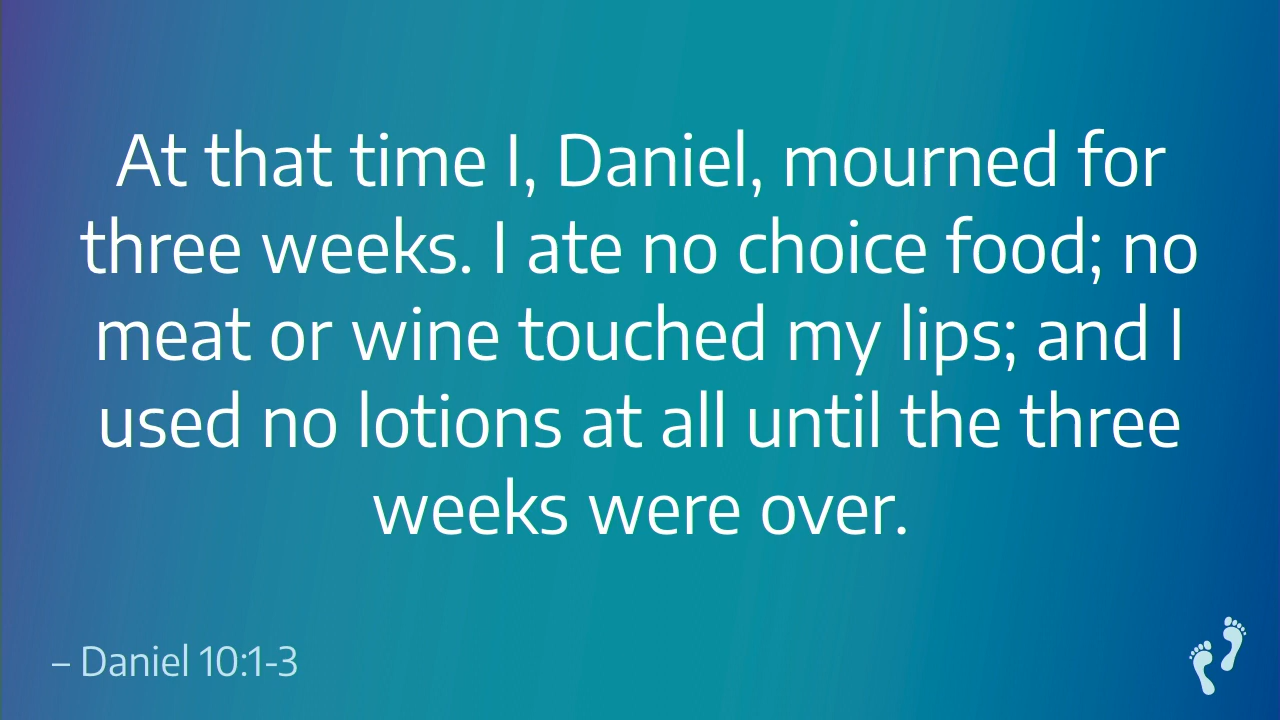 At that time I, Daniel, mourned for
three weeks. I ate no choice food; no
meat or wine touched my lips; and I
used no lotions at all until the three
weeks were over.
– Daniel 10:1-3